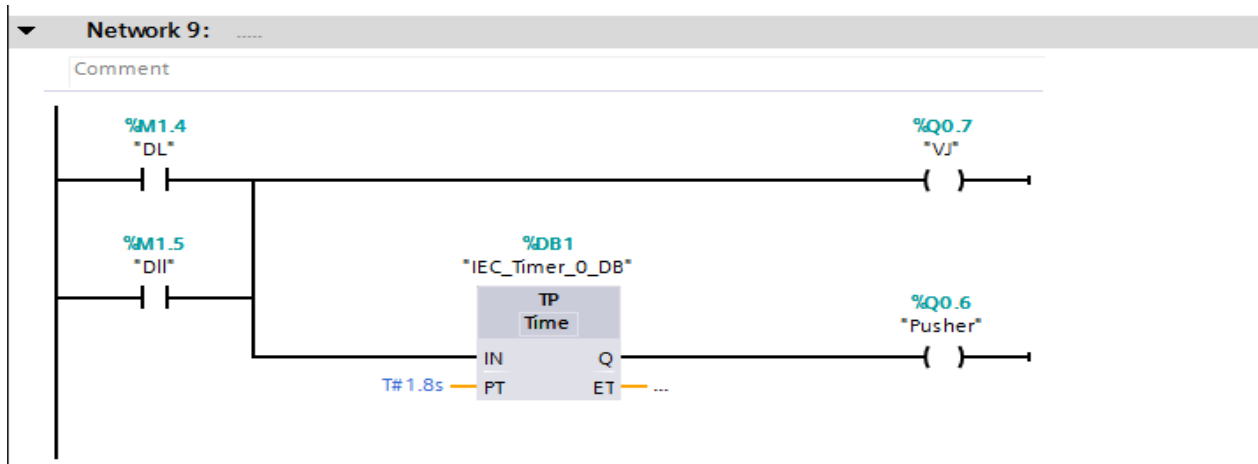 Network 9: .....
Comment
%M1.4
"DL"
%Q0.7
"VJ"
%M1.5
"Dll"
%DB1
"IEC_Timer_0_DB"
TP
Time
%Q0.6
"Pusher"
IN
Q
T#1.8s
PT
ET
...